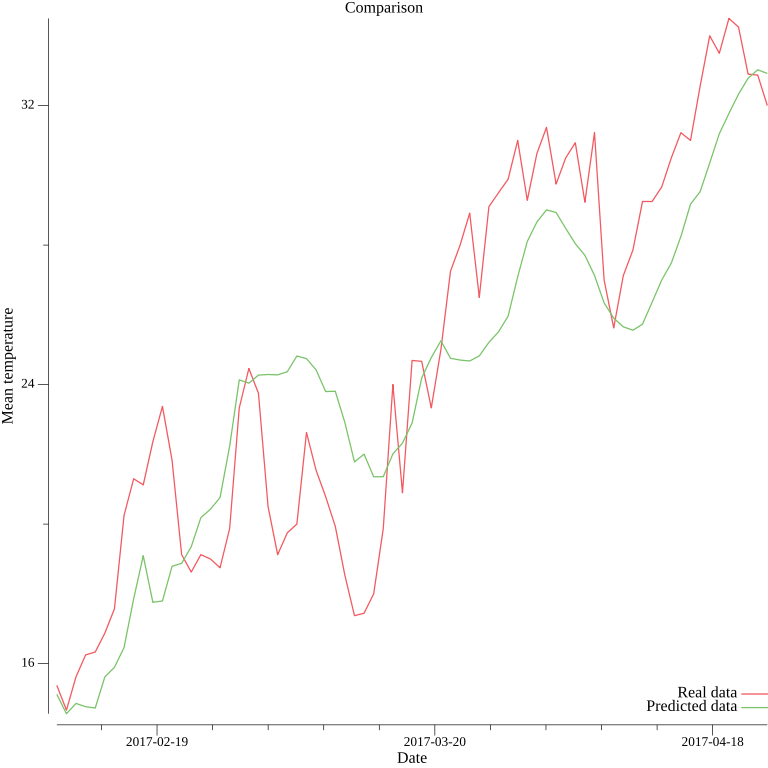 Comparison
32
24
16
Mean temperature
Real data
Predicted data
2017-02-19
2017-03-20
2017-04-18
Date